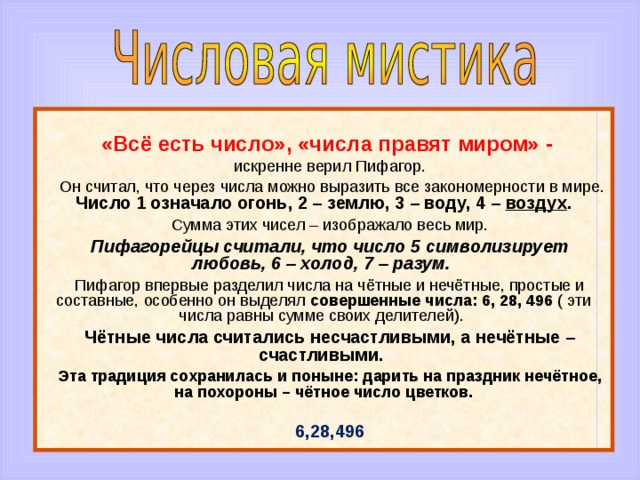 Числовая мистика
«Всё есть число», «числа правят миром» -
искренне верил Пифагор.
Он считал, что через числа можно выразить все закономерности в мире.
Число 1 означало огонь, 2 – землю, 3 – воду, 4 – воздух.
Сумма этих чисел – изображало весь мир.
Пифагорейцы считали, что число 5 символизирует
любовь, 6 – холод, 7 – разум.
Пифагор впервые разделил числа на чётные и нечётные, простые и
составные, особенно он выделял совершенные числа: 6, 28, 496 ( эти
числа равны сумме своих делителей).
Чётные числа считались несчастливыми, а нечётные –
счастливыми.
Эта традиция сохранилась и поныне: дарить на праздник нечётное,
на похороны – чётное число цветков.
6,28,496